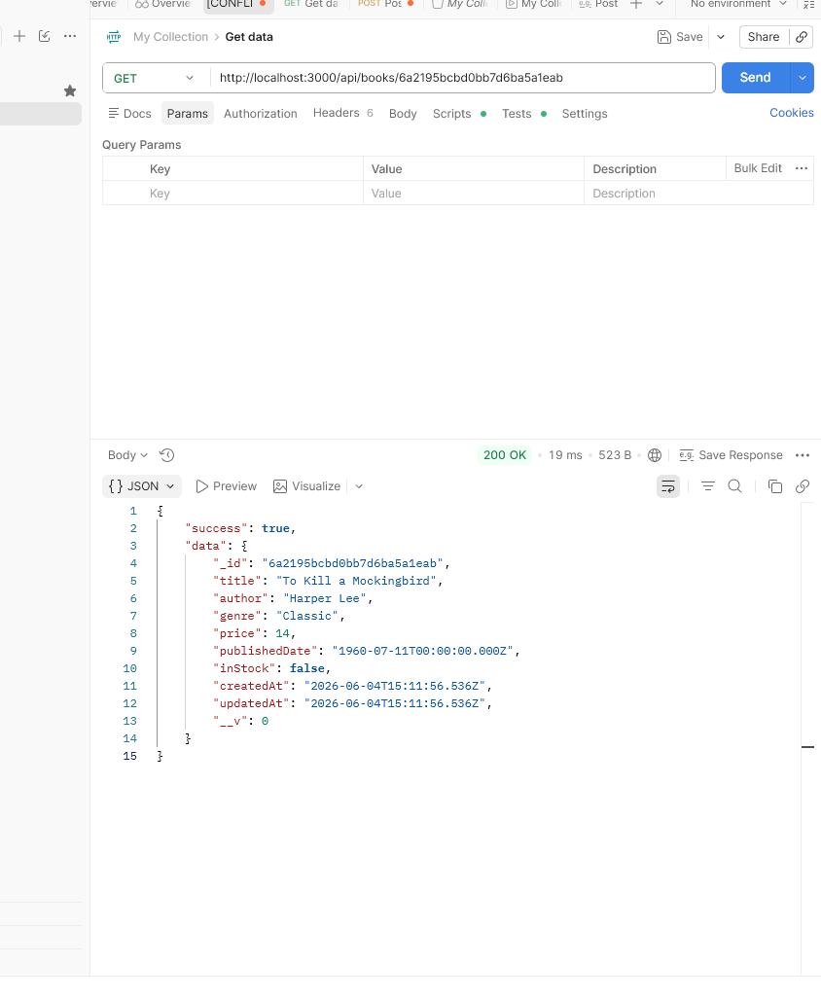 Overvie
[CONFLI
GET Get da
POST Pos
My Coll
My Coll
e.g. Post
No environment
HTTP My Collection > Get data
Save
Share
GET
http://localhost:3000/api/books/6a2195bcbd0bb7d6ba5a1eab
Send
Docs Params Authorization Headers 6 Body Scripts Tests Settings Cookies
Query Params
Key Value Description Bulk Edit
Key Value Description
Body 200 OK 19 ms 523 B e.g. Save Response
{ } JSON Preview Visualize
1 {
2 "success": true,
3 "data": {
4 "_id": "6a2195bcbd0bb7d6ba5a1eab",
5 "title": "To Kill a Mockingbird",
6 "author": "Harper Lee",
7 "genre": "Classic",
8 "price": 14,
9 "publishedDate": "1960-07-11T00:00:00.000Z",
10 "inStock": false,
11 "createdAt": "2026-06-04T15:11:56.536Z",
12 "updatedAt": "2026-06-04T15:11:56.536Z",
13 "__v": 0
14 }
15 }